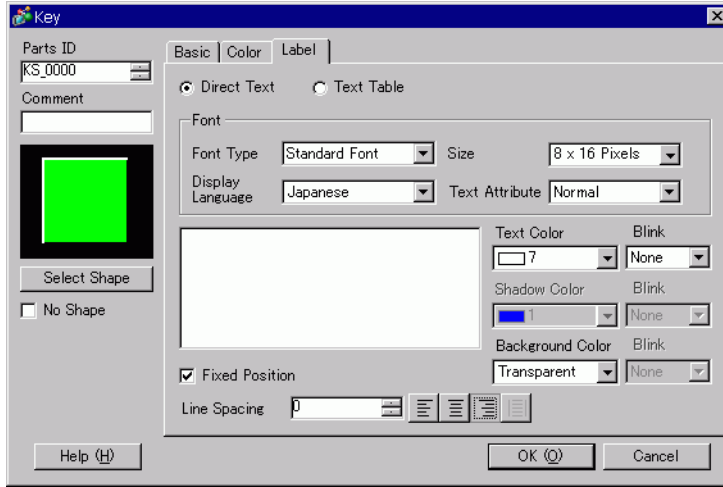 Key
Parts ID
KS_0000
Comment
Select Shape
No Shape
Basic Color Label
Direct Text Text Table
Font
Font Type Standard Font Size 8 x 16 Pixels
Display Language Japanese Text Attribute Normal
Text Color Blink
7 None
Shadow Color Blink
1 None
Background Color Blink
Transparent None
Fixed Position
Line Spacing 0
Help (H) OK (O) Cancel